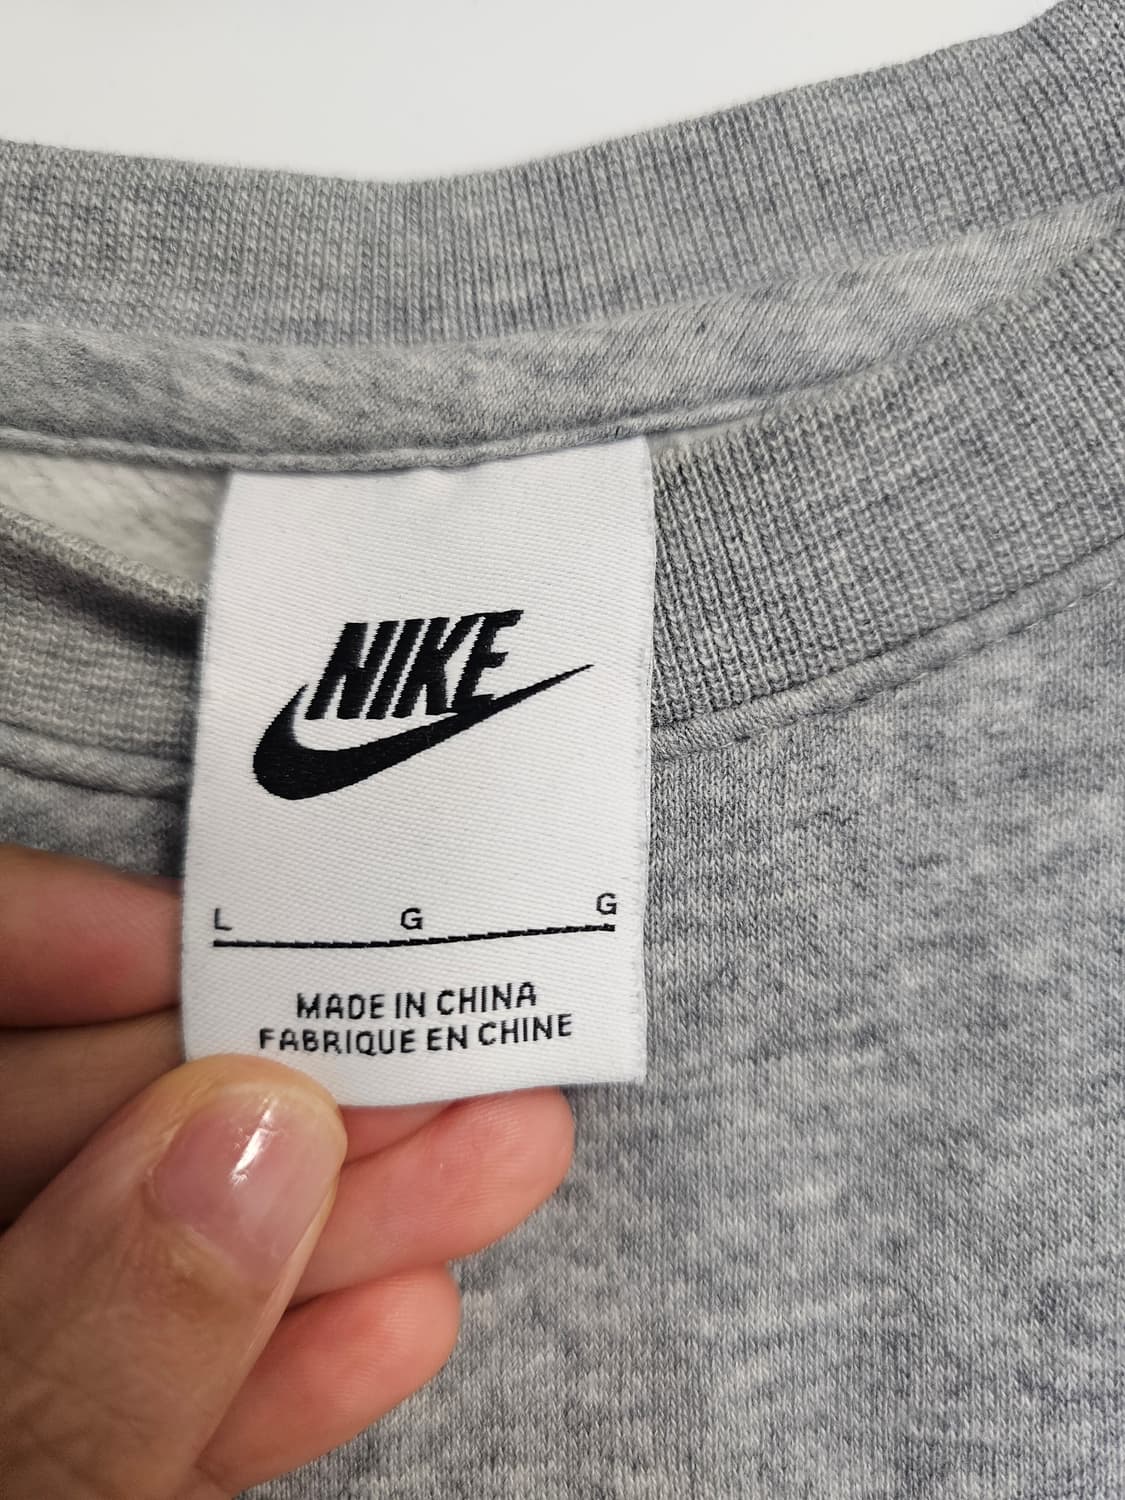 NIKE
L G G
MADE IN CHINA
FABRIQUE EN CHINE